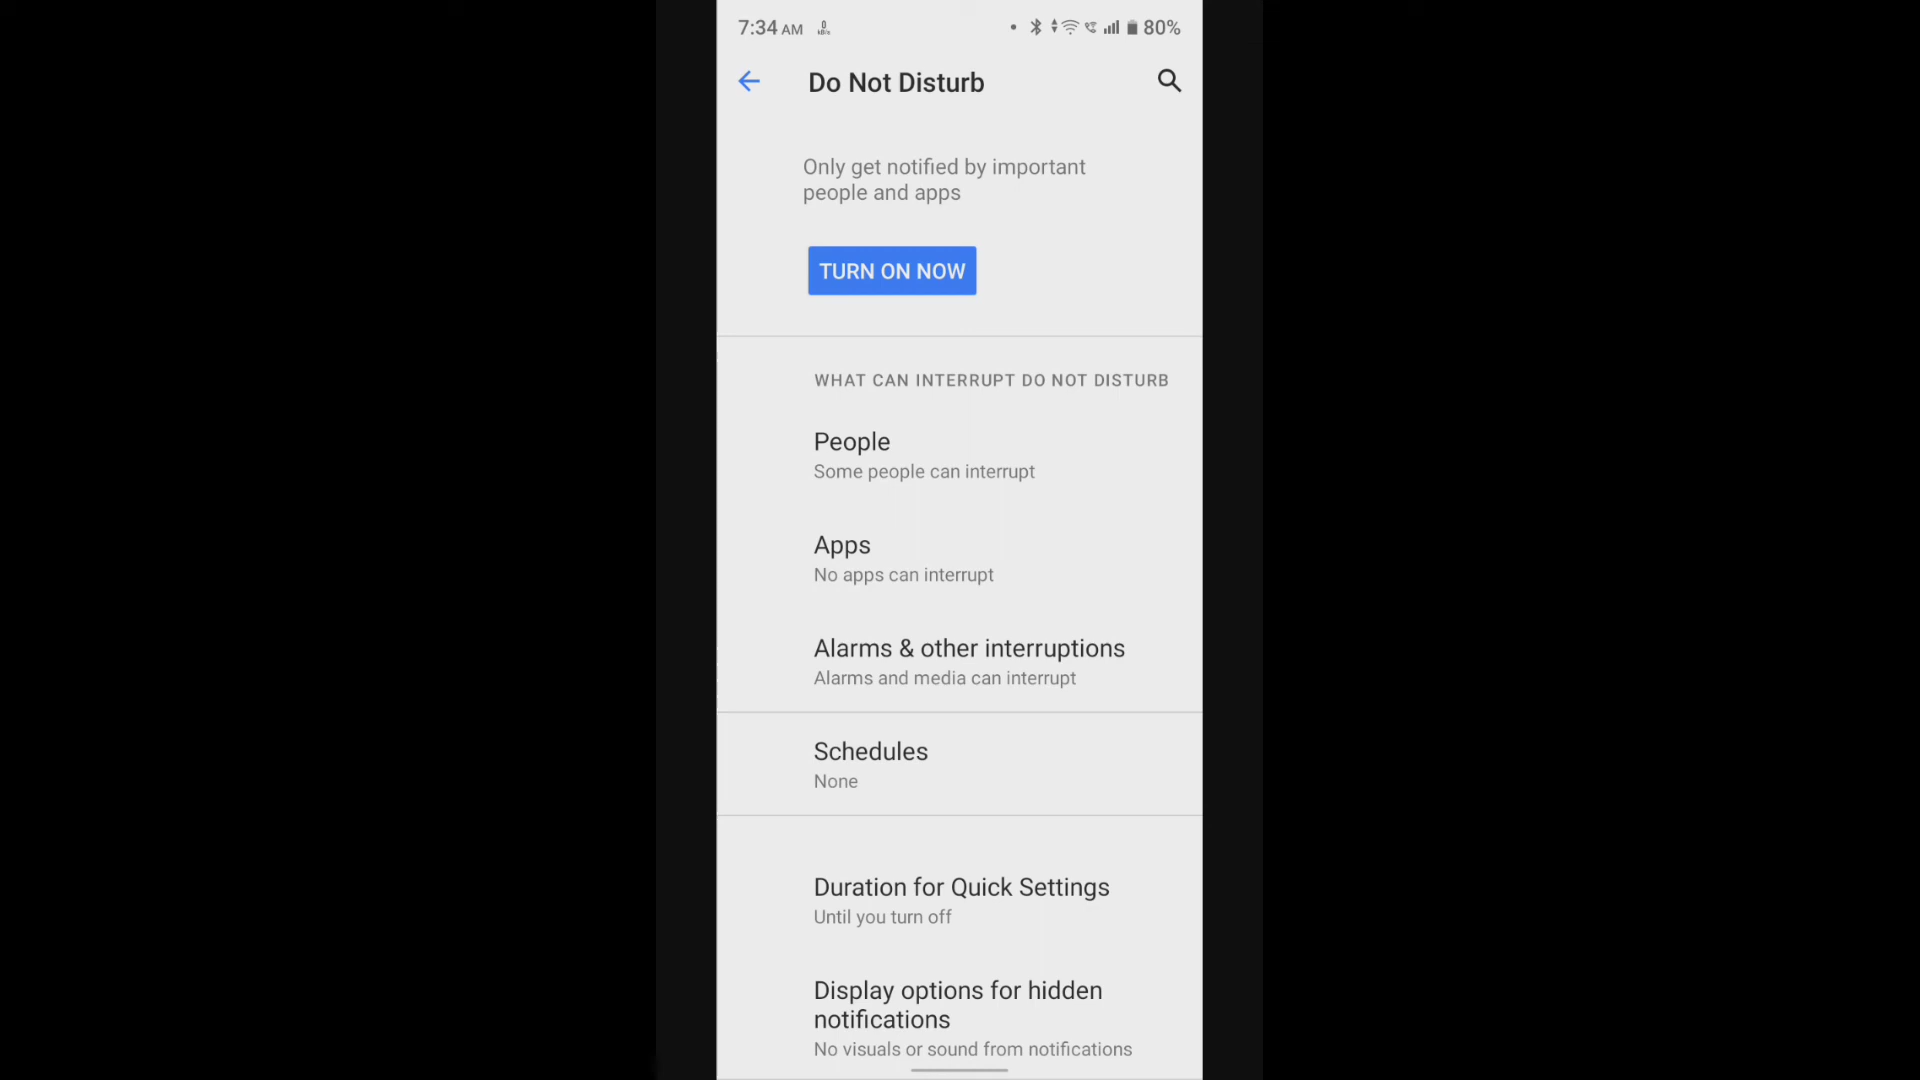 7:34 AM
80%
Do Not Disturb
Only get notified by important
people and apps
TURN ON NOW
WHAT CAN INTERRUPT DO NOT DISTURB
People
Some people can interrupt
Apps
No apps can interrupt
Alarms & other interruptions
Alarms and media can interrupt
Schedules
None
Duration for Quick Settings
Until you turn off
Display options for hidden
notifications
No visuals or sound from notifications